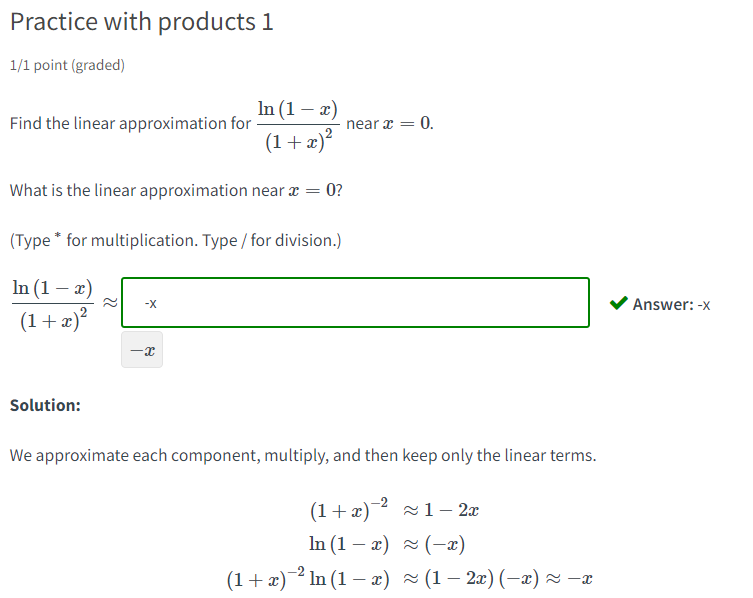 Practice with products 1
1/1 point (graded)
Find the linear approximation for \frac{\ln(1-x)}{(1+x)^2} near x = 0.
What is the linear approximation near x = 0?
(Type * for multiplication. Type / for division.)
\frac{\ln(1-x)}{(1+x)^2} ≈ -x ✔ Answer: -x
−x
Solution:
We approximate each component, multiply, and then keep only the linear terms.
(1 + x)^{-2} ≈ 1 − 2x
ln (1 − x) ≈ (−x)
(1 + x)^{-2} ln (1 − x) ≈ (1 − 2x) (−x) ≈ −x